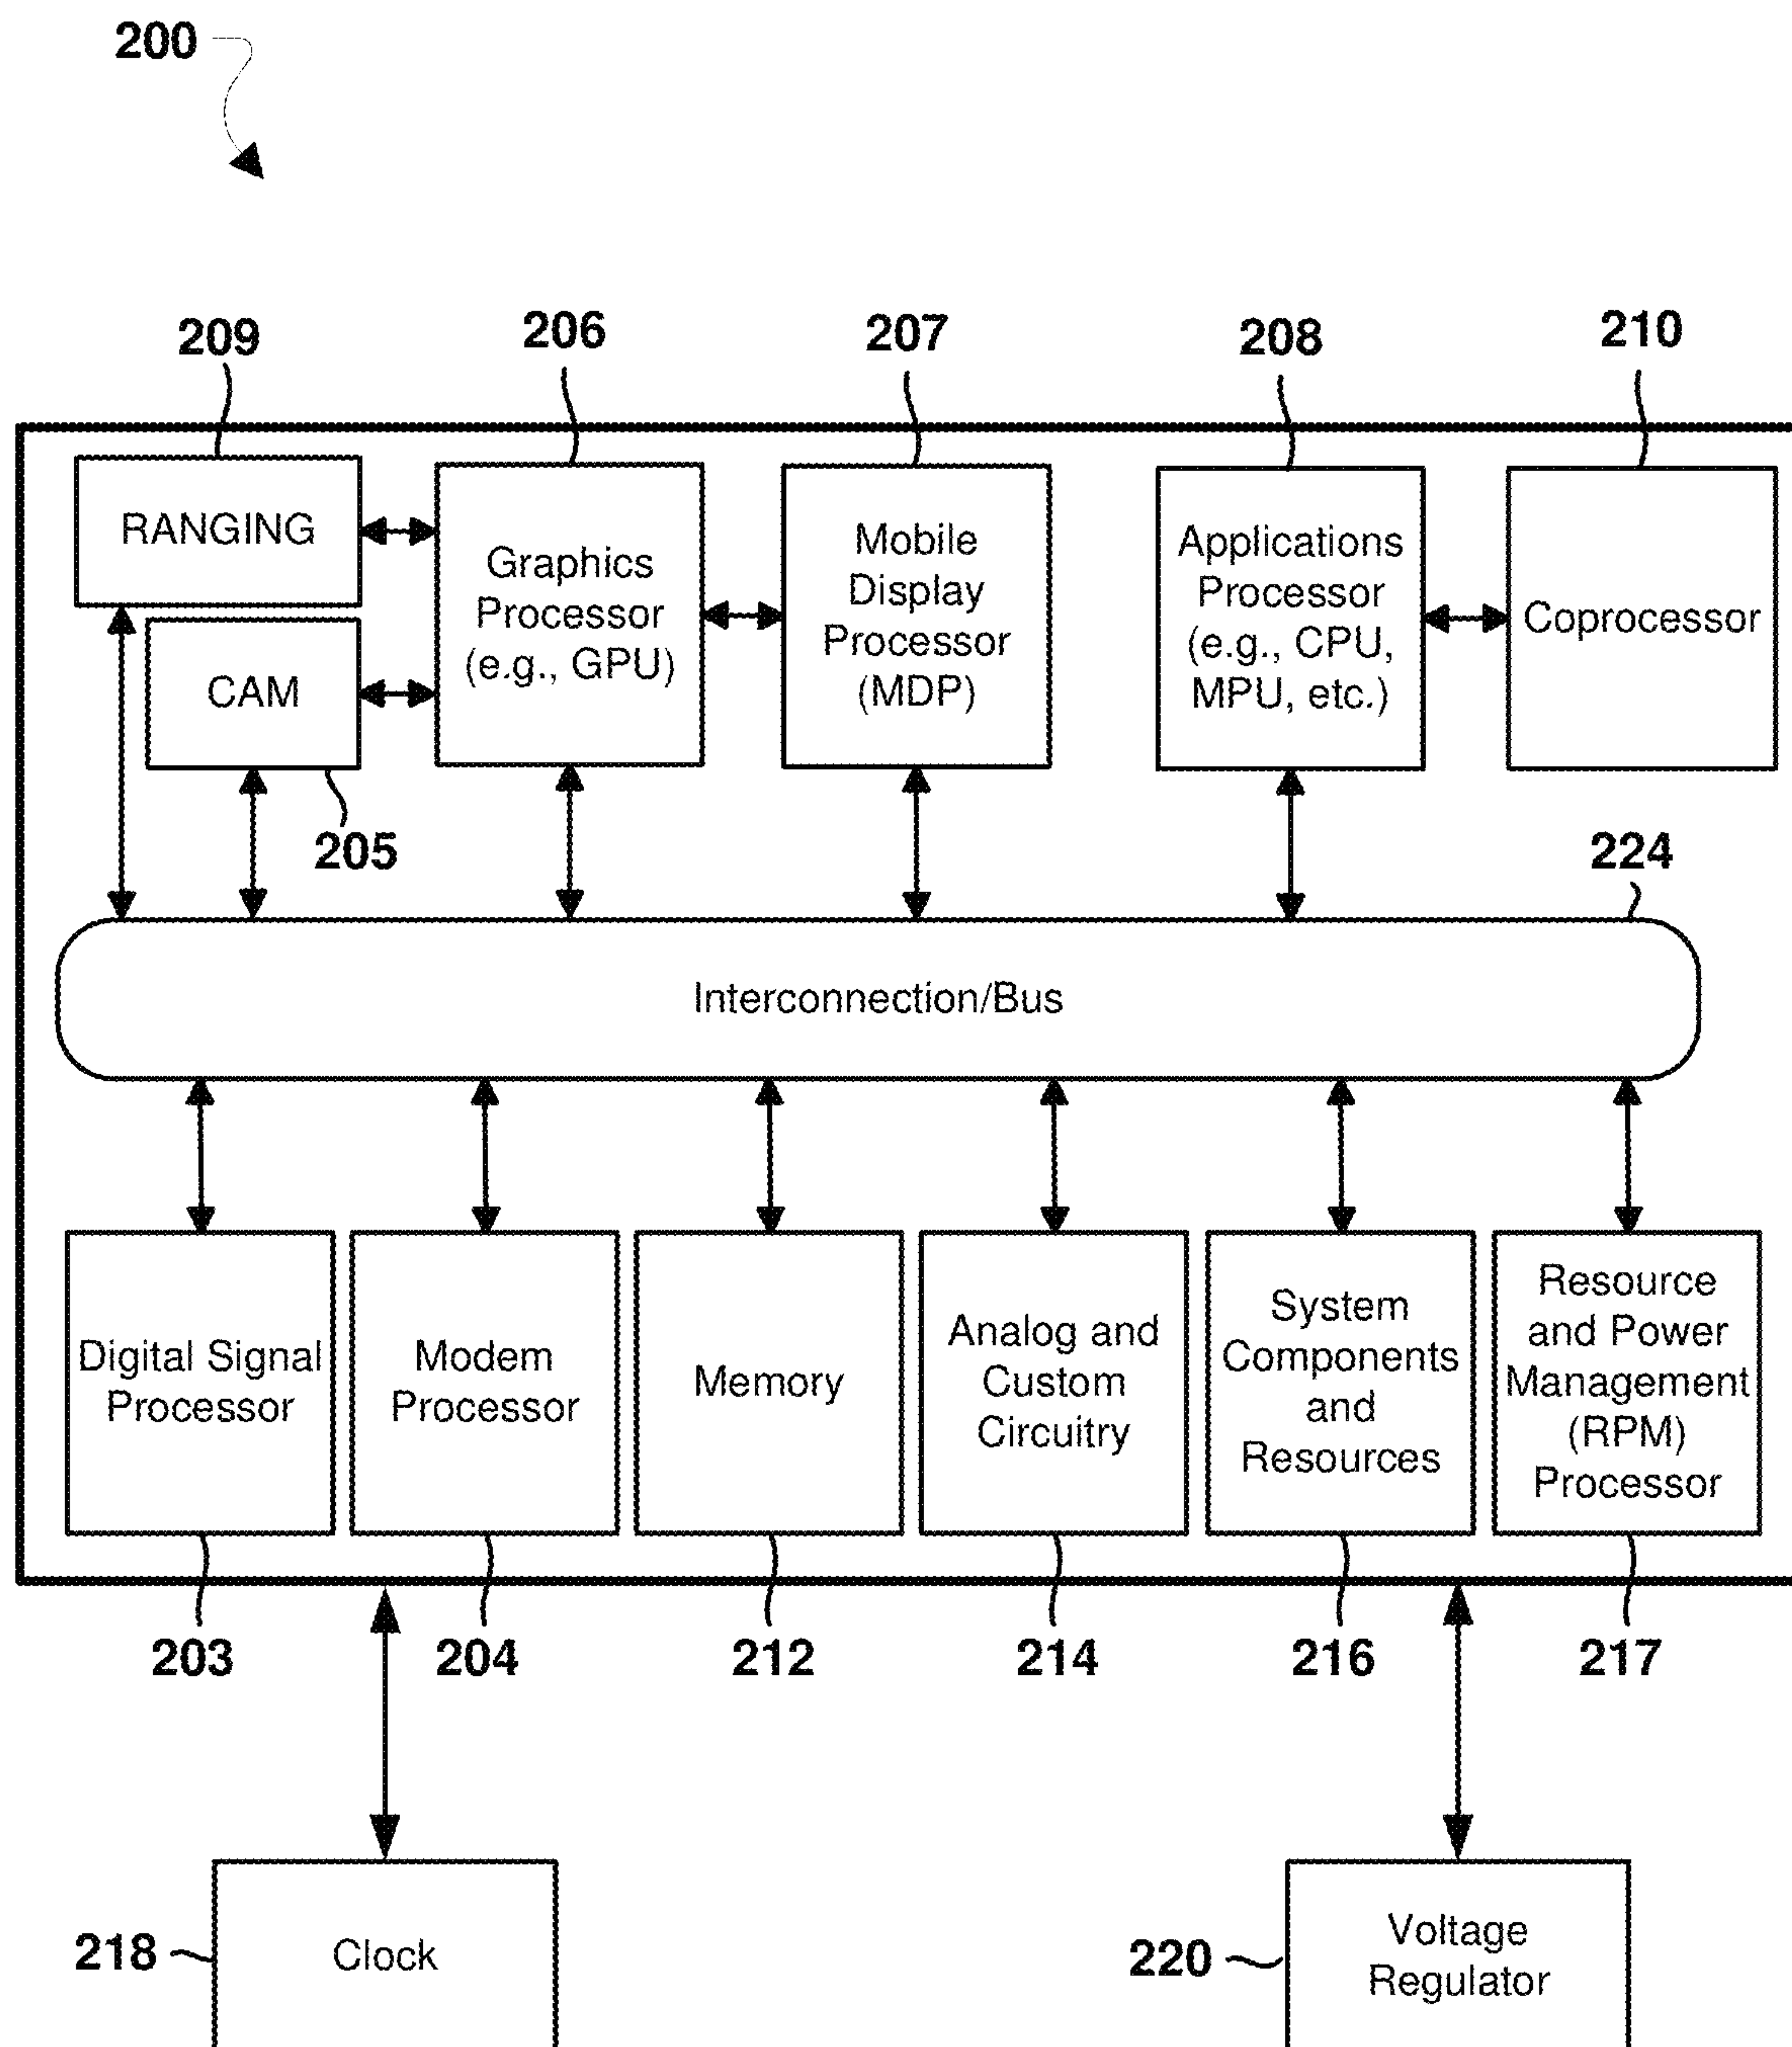 200
209
206
207
208
210
RANGING
Graphics
Processor
(e.g., GPU)
Mobile
Display
Processor
(MDP)
Applications
Processor
(e.g., CPU,
MPU, etc.)
Coprocessor
CAM
205
224
Interconnection/Bus
Digital Signal
Processor
Modem
Processor
Memory
Analog and
Custom
Circuitry
System
Components
and
Resources
Resource
and Power
Management
(RPM)
Processor
203
204
212
214
216
217
218
Clock
220
Voltage
Regulator